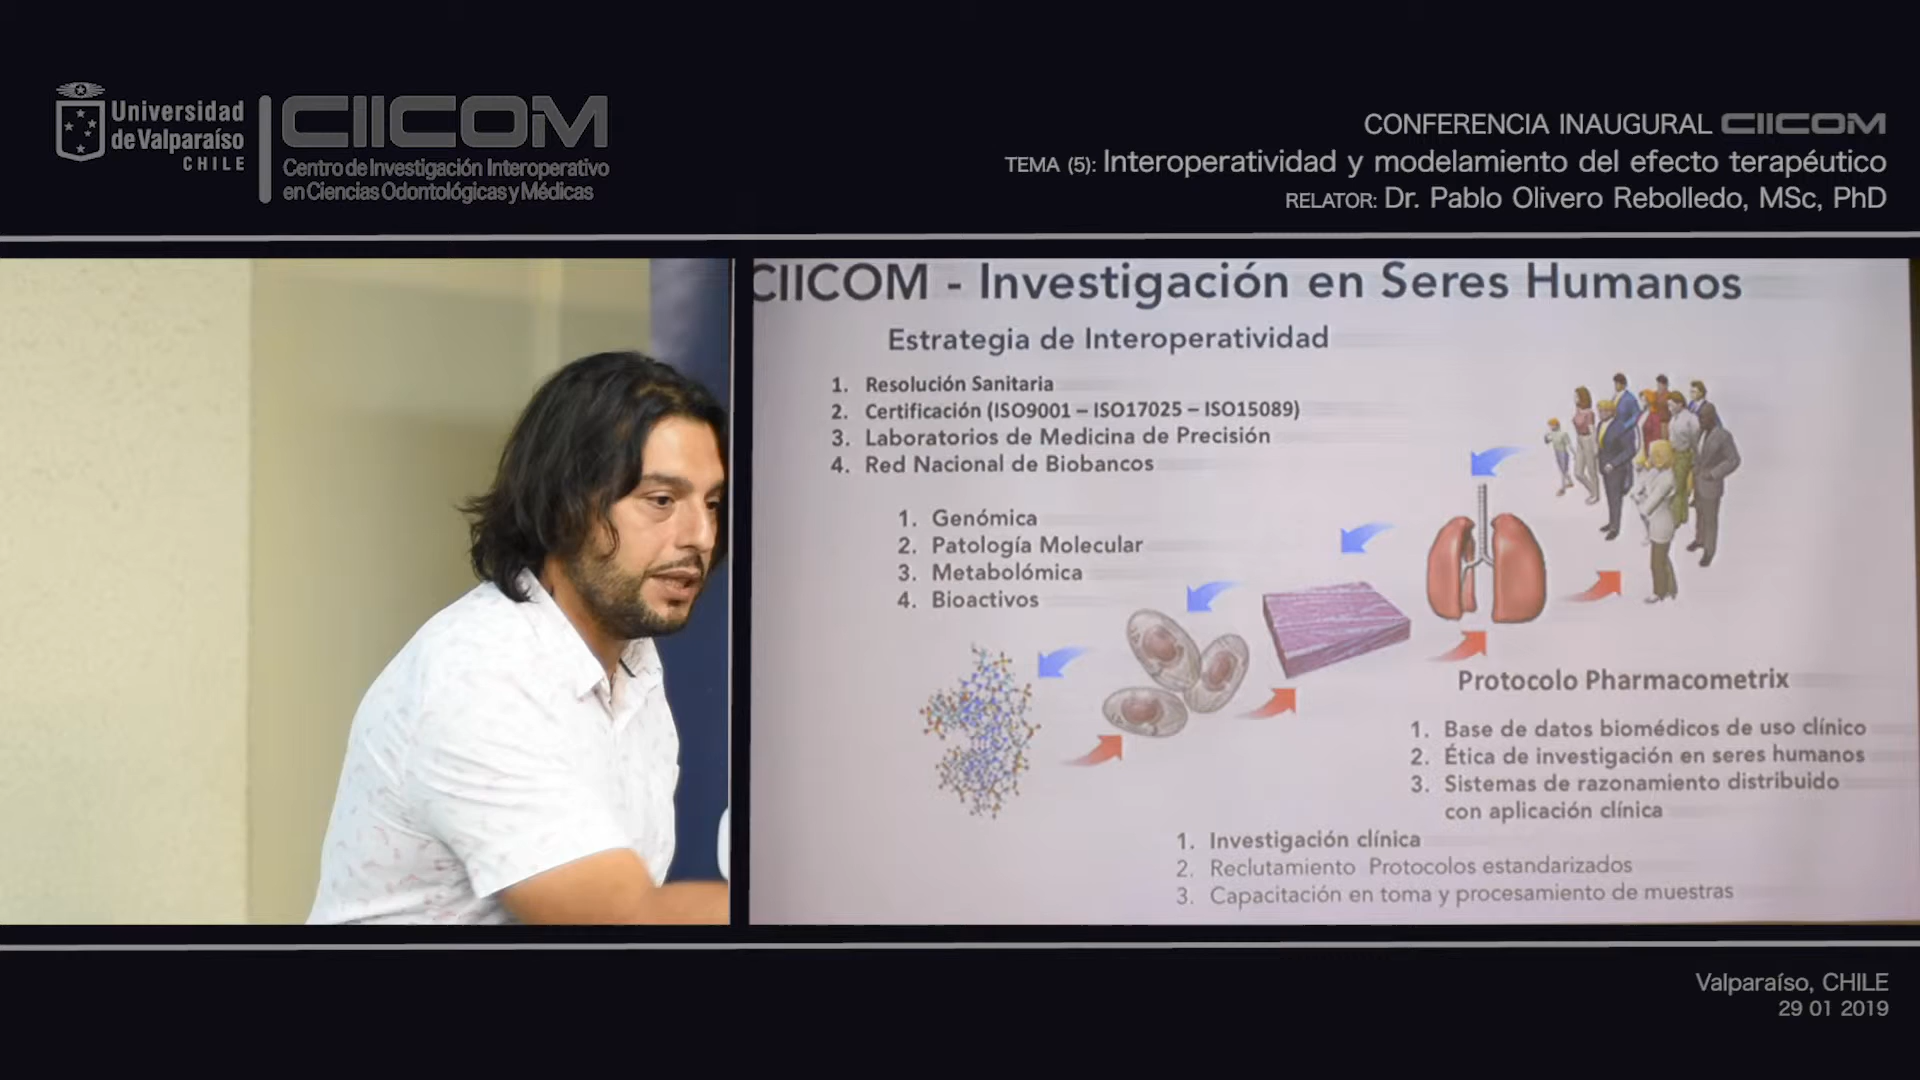 Universidad
de Valparaíso
CHILE
CIICOM
Centro de Investigación Interoperativo
en Ciencias Odontológicas y Médicas
CONFERENCIA INAUGURAL CIICOM
TEMA (5): Interoperatividad y modelamiento del efecto terapéutico
RELATOR: Dr. Pablo Olivero Rebolledo, MSc, PhD
CIICOM - Investigación en Seres Humanos
Estrategia de Interoperatividad
1. Resolución Sanitaria
2. Certificación (ISO9001 – ISO17025 – ISO15089)
3. Laboratorios de Medicina de Precisión
4. Red Nacional de Biobancos
1. Genómica
2. Patología Molecular
3. Metabolómica
4. Bioactivos
Protocolo Pharmacometrix
1. Base de datos biomédicos de uso clínico
2. Ética de investigación en seres humanos
3. Sistemas de razonamiento distribuido
con aplicación clínica
1. Investigación clínica
2. Reclutamiento Protocolos estandarizados
3. Capacitación en toma y procesamiento de muestras
Valparaíso, CHILE
29 01 2019